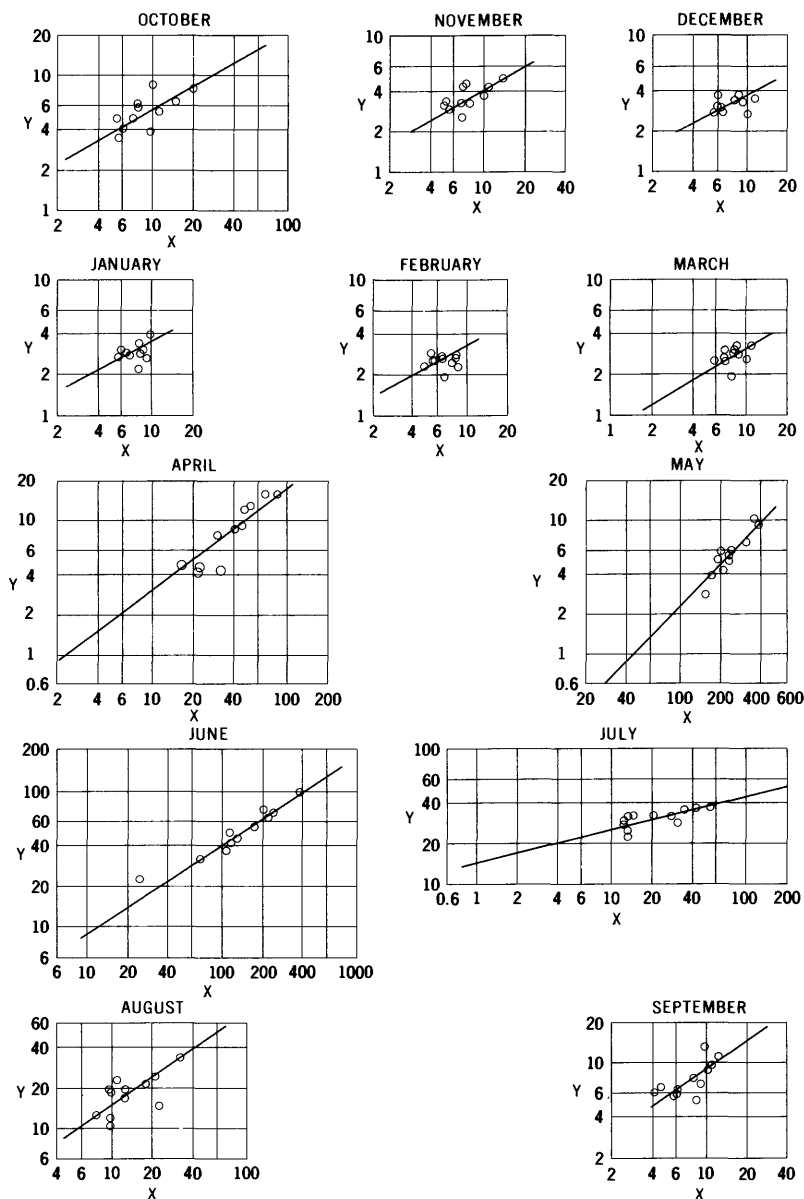 OCTOBER
20
10
6
Y
4
2
1
2 4 6 10 20 40 100
X
NOVEMBER
10
6
4
Y
2
1
2 4 6 10 20 40
X
DECEMBER
10
6
4
Y
2
1
2 4 6 10 20
X
JANUARY
10
6
4
Y
2
1
2 4 6 10 20
X
FEBRUARY
10
6
4
Y
2
1
2 4 6 10 20
X
MARCH
10
6
4
Y
2
1
1 2 4 6 10 20
X
APRIL
20
10
6
4
Y
2
1
0.6
2 4 6 10 20 40 100 200
X
MAY
20
10
6
Y
4
2
1
0.6
20 40 100 200 400 600
X
JUNE
200
100
60
40
Y
20
10
6
6 10 20 40 100 200 400 1000
X
JULY
100
60
40
Y
20
10
0.6 1 2 4 6 10 20 40 60 100 200
X
AUGUST
60
40
20
Y
10
6
4 6 10 20 40 100
X
SEPTEMBER
20
10
Y
6
4
2
2 4 6 10 20 40
X